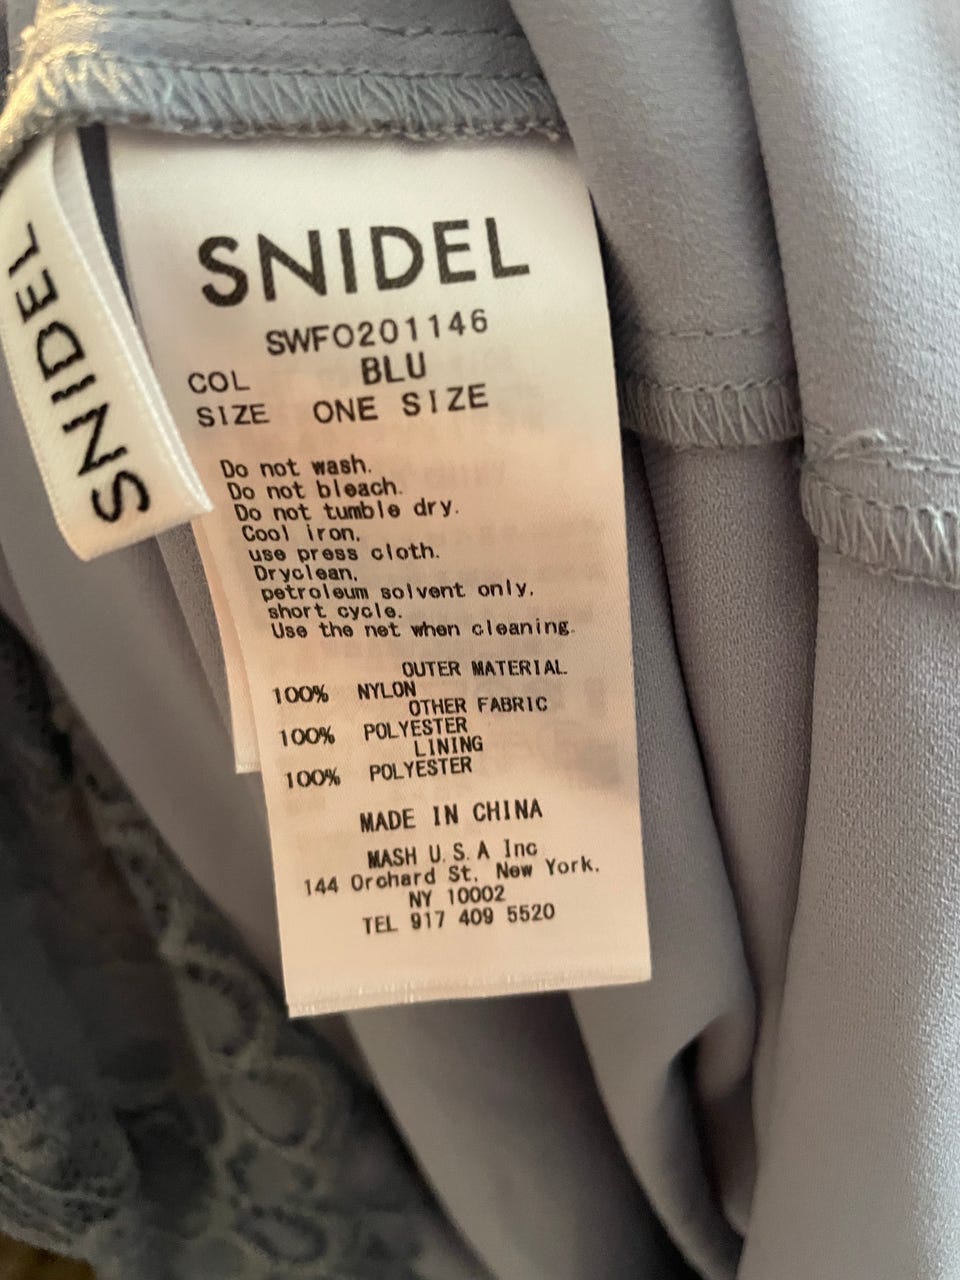 SNIDEL
SNIDEL
SWFO201146
COL BLU
SIZE ONE SIZE
Do not wash.
Do not bleach.
Do not tumble dry.
Cool iron.
use press cloth.
Dryclean,
petroleum solvent only,
short cycle.
Use the net when cleaning.
OUTER MATERIAL
100% NYLON
OTHER FABRIC
100% POLYESTER
LINING
100% POLYESTER
MADE IN CHINA
MASH U.S.A Inc
144 Orchard St. New York.
NY 10002
TEL 917 409 5520